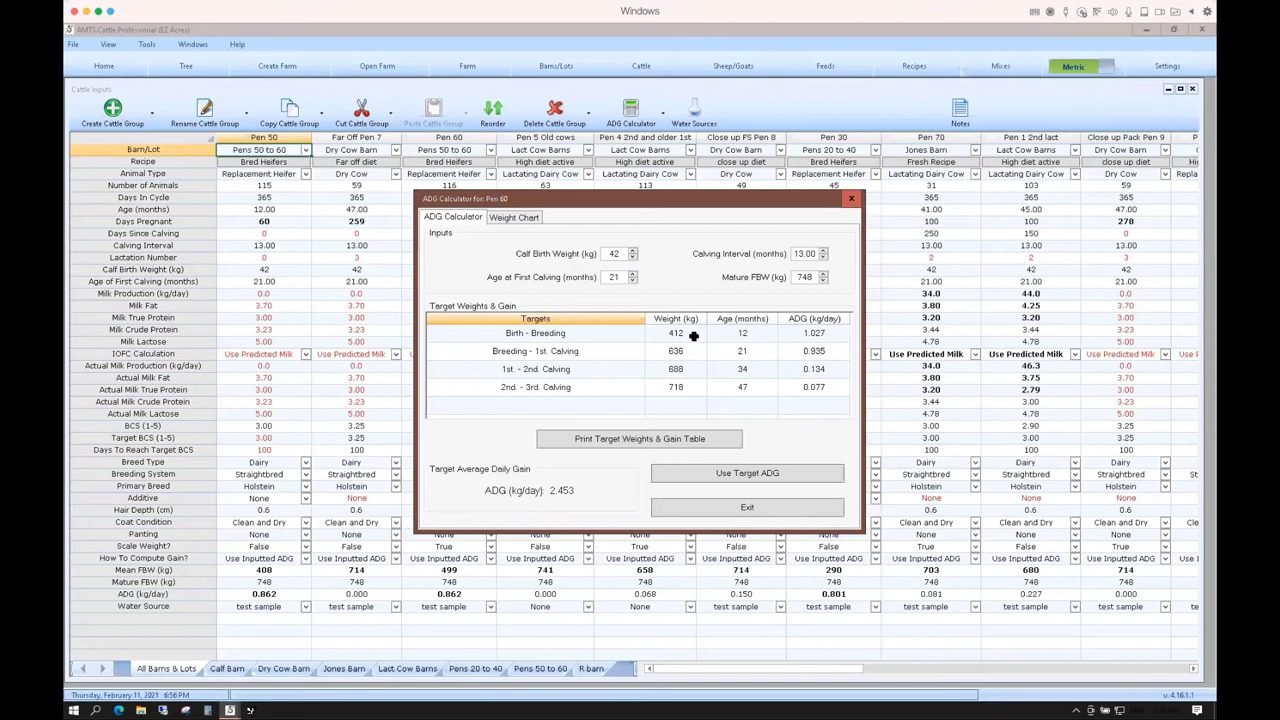 Windows
AMTS.Cattle.Professional (EZ Acres)
File View Tools Windows Help
Home Tree Create Farm Open Farm Farm Barns/Lots Cattle Sheep/Goats Feeds Recipes Mixes Metric Settings
Cattle Inputs
Create Cattle Group Rename Cattle Group Copy Cattle Group Cut Cattle Group Paste Cattle Group Reorder Delete Cattle Group ADG Calculator Water Sources Notes
Pen 50 Far Off Pen 7 Pen 60 Pen 5 Old cows Pen 4 2nd and older 1st Close up FS Pen 8 Pen 30 Pen 70 Pen 1 2nd lact Close up Pack Pen 9
Barn/Lot Pens 50 to 60 Dry Cow Barn Pens 50 to 60 Lact Cow Barns Lact Cow Barns Dry Cow Barn Pens 20 to 40 Jones Barn Lact Cow Barns Dry Cow Barn
Recipe Bred Heifers Far off diet Bred Heifers High diet active High diet active close up diet Bred Heifers Fresh Recipe High diet active close up diet
Animal Type Replacement Heifer Dry Cow Replacement Heifer Lactating Dairy Cow Lactating Dairy Cow Dry Cow Replacement Heifer Lactating Dairy Cow Lactating Dairy Cow Dry Cow
Number of Animals 115 59 116 63 113 49 45 31 103 59
Days In Cycle 365 365 365 365 365
Age (months) 12.00 47.00 41.00 45.00 47.00
Days Pregnant 60 259 100 100 278
Days Since Calving 0 0 250 150 0
Calving Interval 13.00 13.00 13.00 13.00 13.00
Lactation Number 0 3 2 2 3
Calf Birth Weight (kg) 42 42 42 42 42
Age of First Calving (months) 21.00 21.00 21.00 21.00 21.00
Milk Production (kg/day) 0.0 0.0 34.0 44.0 0.0
Milk Fat 3.70 3.70 3.80 4.25 3.70
Milk True Protein 3.00 3.00 3.20 3.20 3.00
Milk Crude Protein 3.23 3.23 3.44 3.44 3.23
Milk Lactose 5.00 5.00 4.78 4.78 5.00
IOFC Calculation Use Predicted Milk Use Predicted Milk Use Predicted Milk Use Predicted Milk Use Predicted Milk
Actual Milk Production (kg/day) 0.0 0.0 34.0 46.3 0.0
Actual Milk Fat 3.70 3.70 3.80 3.75 3.70
Actual Milk True Protein 3.00 3.00 3.20 2.79 3.00
Actual Milk Crude Protein 3.23 3.23 3.44 3.00 3.23
Actual Milk Lactose 5.00 5.00 4.78 4.78 5.00
BCS (1-5) 3.00 3.25 3.00 2.90 3.25
Target BCS (1-5) 3.00 3.25 3.00 3.00 3.25
Days To Reach Target BCS 100 100 100 100 100
Breed Type Dairy Dairy Dairy Dairy Dairy
Breeding System Straightbred Straightbred Straightbred Straightbred Straightbred
Primary Breed Holstein Holstein Holstein Holstein Holstein
Additive None None None None None
Hair Depth (cm) 0.6 0.6 0.6 0.6 0.6
Coat Condition Clean and Dry Clean and Dry Clean and Dry Clean and Dry Clean and Dry
Panting None None None None None None None None None None
Scale Weight? False False True False False True False True False True
How To Compute Gain? Use Inputted ADG Use Inputted ADG Use Inputted ADG Use Inputted ADG Use Inputted ADG Use Inputted ADG Use Inputted ADG Use Inputted ADG Use Inputted ADG Use Inputted ADG
Mean FBW (kg) 408 714 499 741 658 714 290 703 680 714
Mature FBW (kg) 748 748 748 748 748 748 748 748 748 748
ADG (kg/day) 0.862 0.000 0.862 0.000 0.068 0.150 0.801 0.081 0.227 0.000
Water Source test sample test sample test sample None None test sample test sample test sample None test sample
ADG Calculator for: Pen 60
ADG Calculator Weight Chart
Inputs
Calf Birth Weight (kg) 42 Calving Interval (months) 13.00
Age at First Calving (months) 21 Mature FBW (kg) 748
Target Weights & Gain
Targets Weight (kg) Age (months) ADG (kg/day)
Birth - Breeding 412 12 1.027
Breeding - 1st. Calving 636 21 0.935
1st. - 2nd. Calving 688 34 0.134
2nd. - 3rd. Calving 718 47 0.077
Print Target Weights & Gain Table
Target Average Daily Gain
ADG (kg/day): 2.453
Use Target ADG
Exit
All Barns & Lots Calf Barn Dry Cow Barn Jones Barn Lact Cow Barns Pens 20 to 40 Pens 50 to 60 R barn
Thursday, February 11, 2021 6:56 PM v. 4.16.1.1